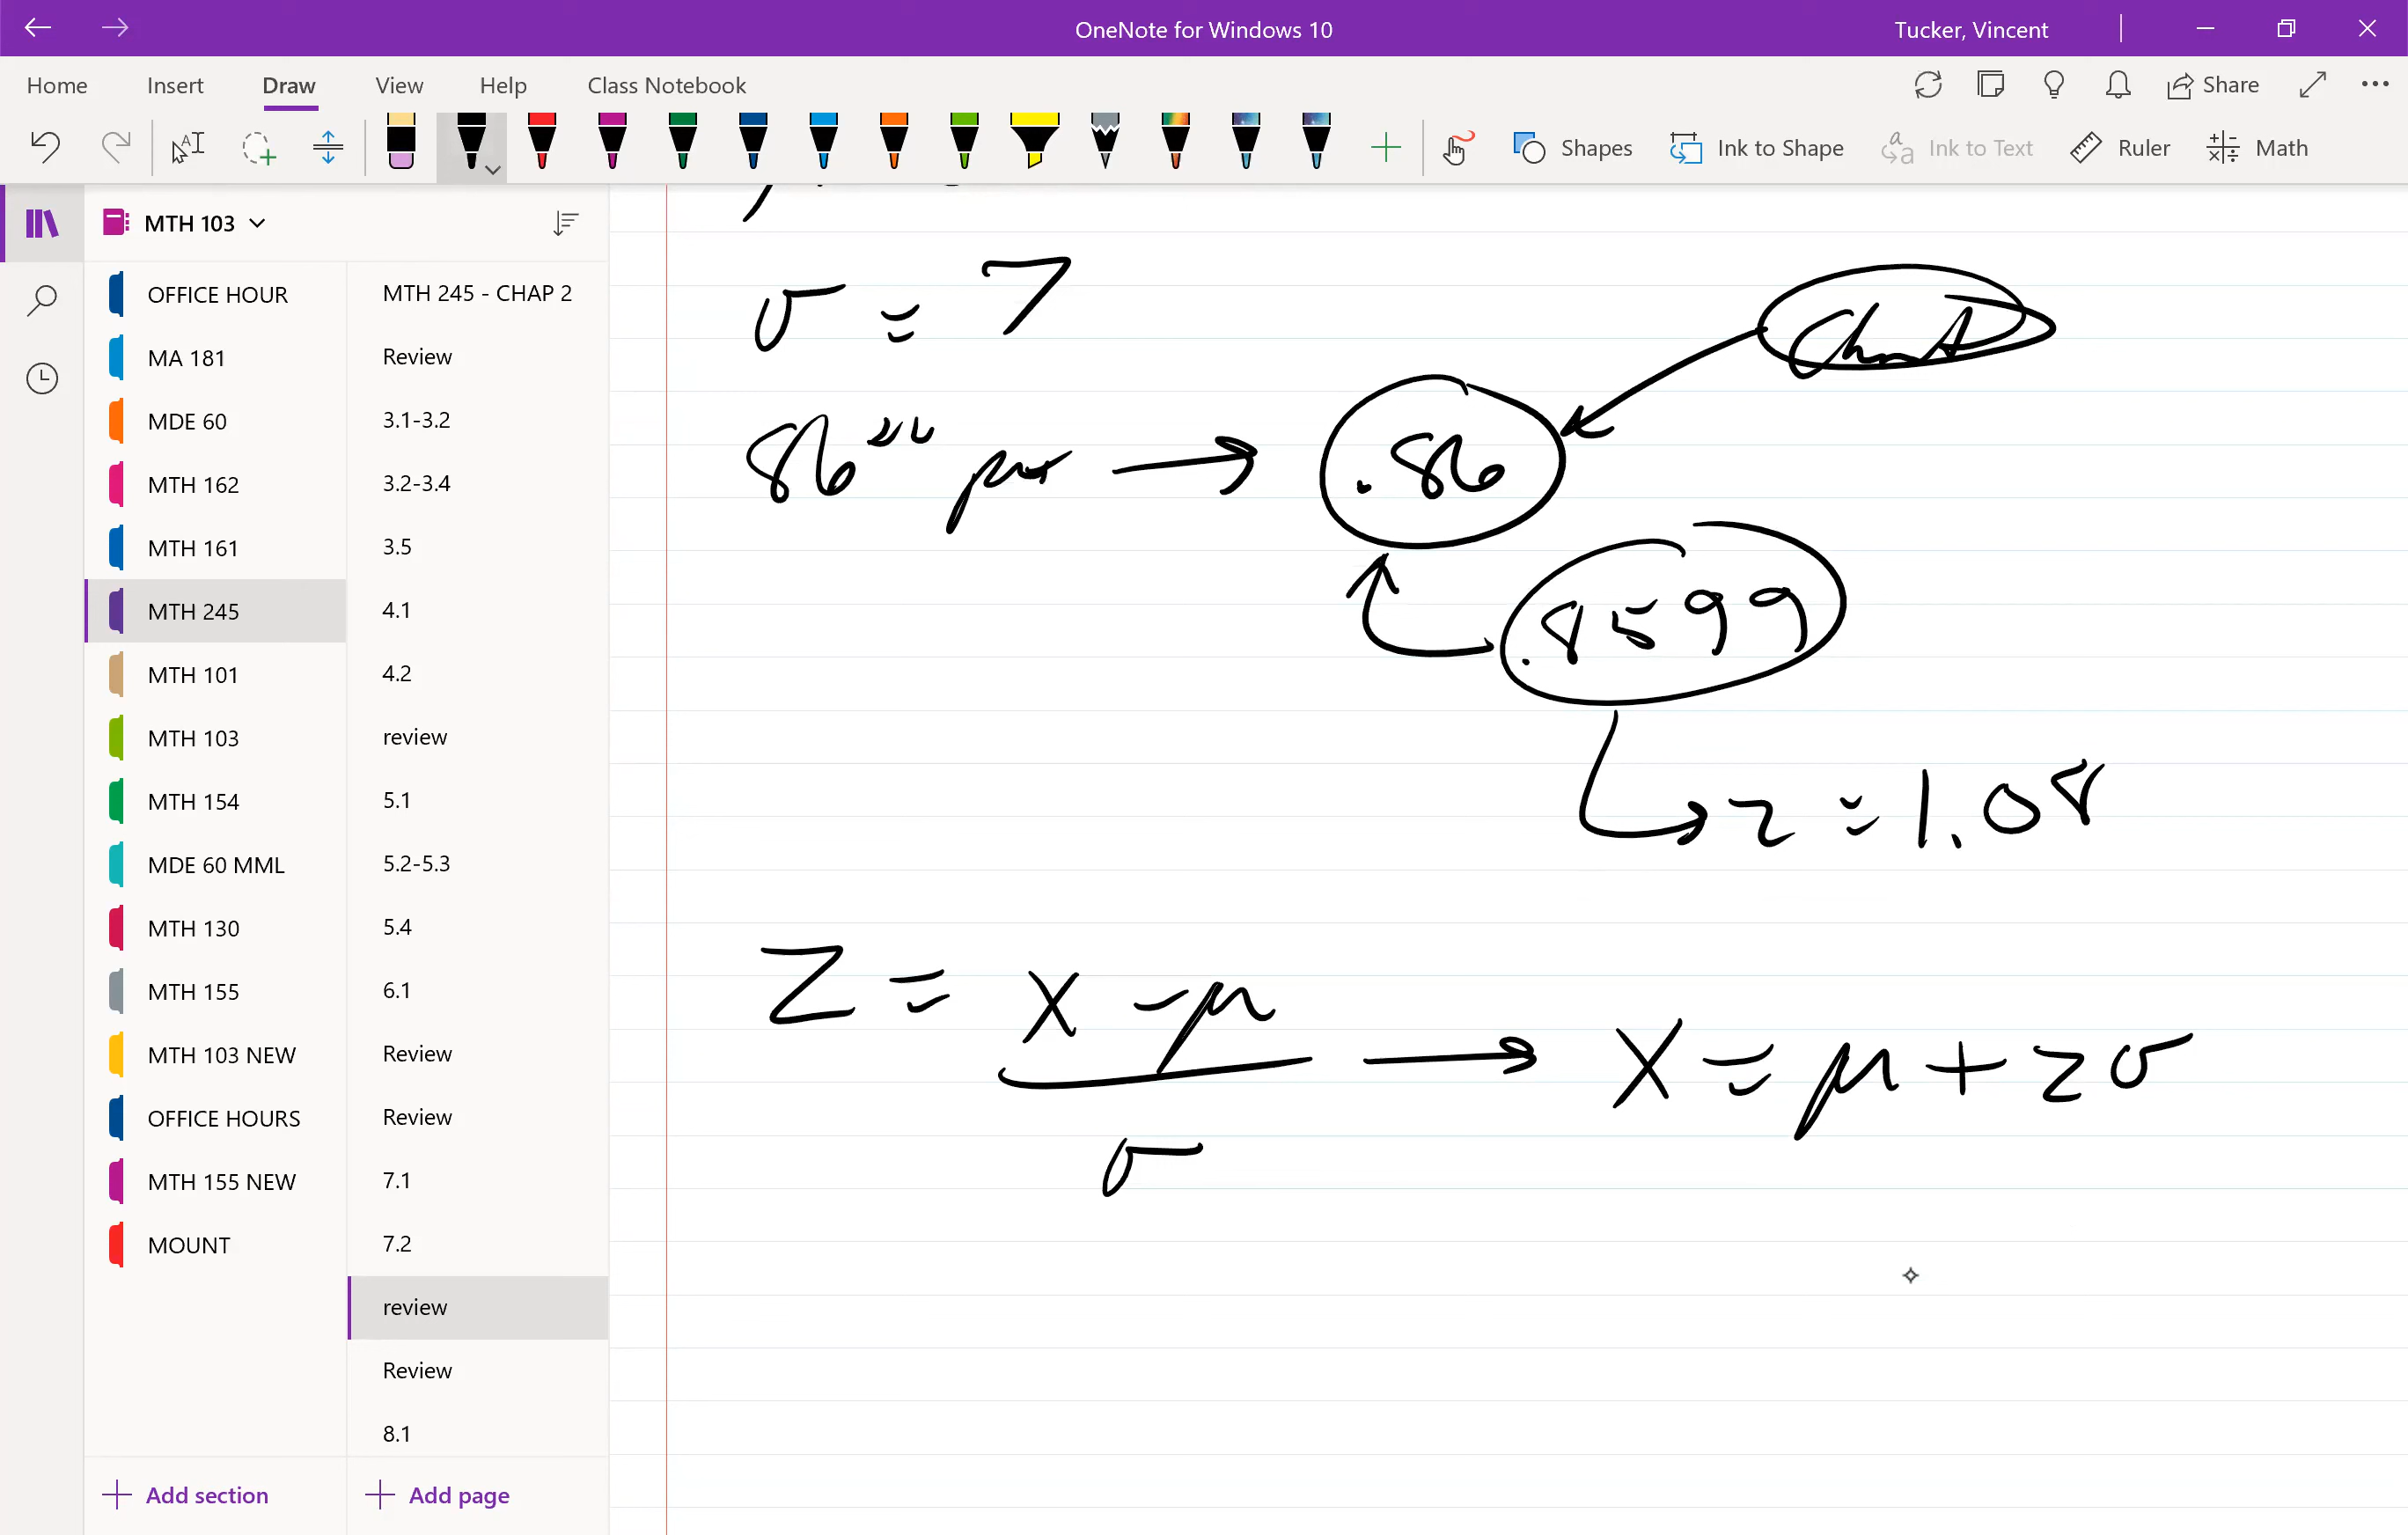 OneNote for Windows 10
Tucker, Vincent
Home Insert Draw View Help Class Notebook
Share
Shapes Ink to Shape Ink to Text Ruler Math
MTH 103
OFFICE HOUR
MA 181
MDE 60
MTH 162
MTH 161
MTH 245
MTH 101
MTH 103
MTH 154
MDE 60 MML
MTH 130
MTH 155
MTH 103 NEW
OFFICE HOURS
MTH 155 NEW
MOUNT
Add section
MTH 245 - CHAP 2
Review
3.1-3.2
3.2-3.4
3.5
4.1
4.2
review
5.1
5.2-5.3
5.4
6.1
Review
Review
7.1
7.2
review
Review
8.1
Add page
σ = 7
Chart
86 → .86
.8599
z = 1.08
Z = x - μ / σ → X = μ + zσ